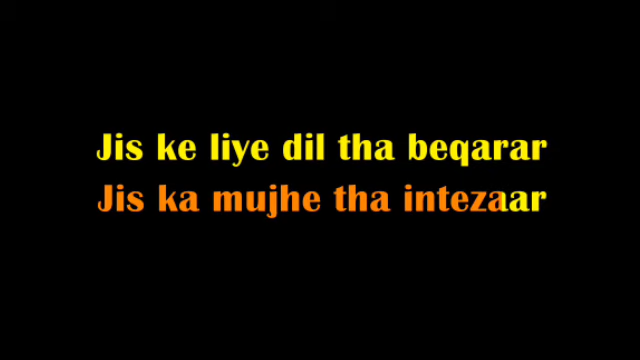 Jis ke liye dil tha beqarar
Jis ka mujhe tha intezaar